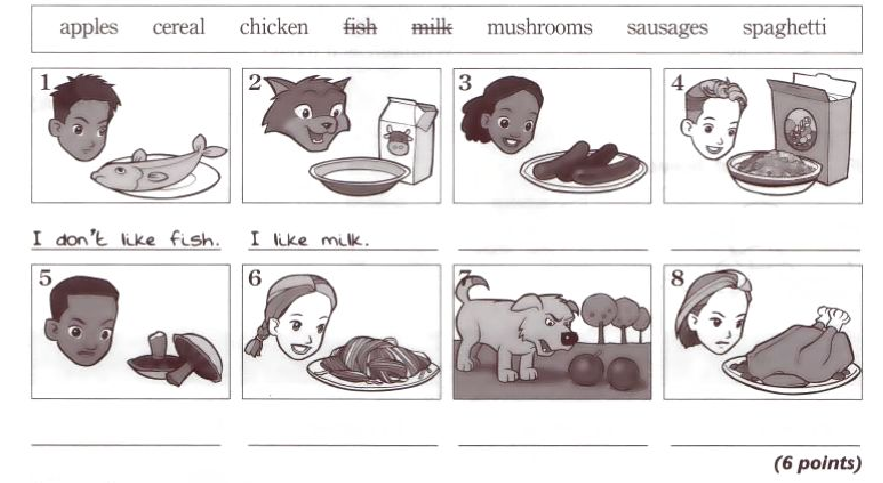 apples cereal chicken fish milk mushrooms sausages spaghetti
1 2 3 4
I don't like fish. I like milk.
5 6 7 8
(6 points)